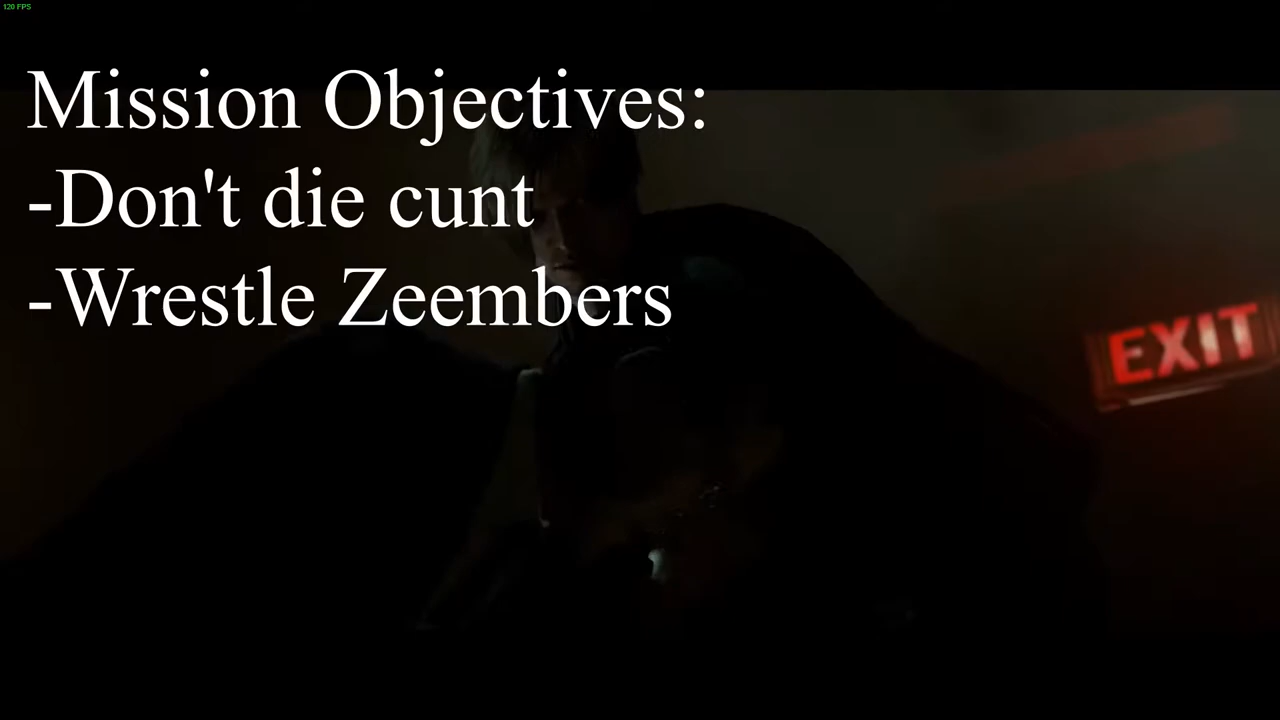 120 FPS
Mission Objectives:
-Don't die cunt
-Wrestle Zeembers
EXIT